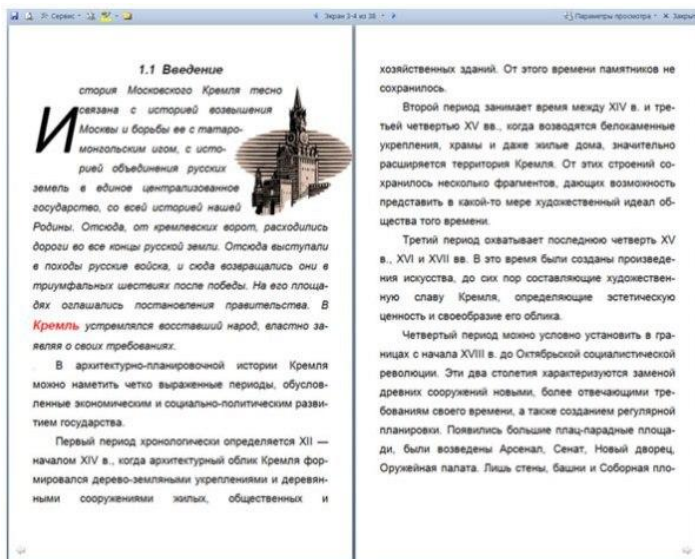 Сервис
Экран 3-4 из 38
Параметры просмотра
Закрыть
1.1 Введение
История Московского Кремля тесно
связана с историей возвышения
Москвы и борьбы ее с татаро-
монгольским игом, с исто-
рией объединения русских
земель в единое централизованное
государство, со всей историей нашей
Родины. Отсюда, от кремлевских ворот, расходились
дороги во все концы русской земли. Отсюда выступали
в походы русские войска, и сюда возвращались они в
триумфальных шествиях после победы. На его площа-
дях оглашались постановления правительства. В
Кремль устремлялся восставший народ, властно за-
являя о своих требованиях.
В архитектурно-планировочной истории Кремля
можно наметить четко выраженные периоды, обуслов-
ленные экономическим и социально-политическим разви-
тием государства.
Первый период хронологически определяется XII —
началом XIV в., когда архитектурный облик Кремля фор-
мировался дерево-земляными укреплениями и деревян-
ными сооружениями жилых, общественных и
хозяйственных зданий. От этого времени памятников не
сохранилось.
Второй период занимает время между XIV в. и тре-
тьей четвертью XV вв., когда возводятся белокаменные
укрепления, храмы и даже жилые дома, значительно
расширяется территория Кремля. От этих строений со-
хранилось несколько фрагментов, дающих возможность
представить в какой-то мере художественный идеал об-
щества того времени.
Третий период охватывает последнюю четверть XV
в., XVI и XVII вв. В это время были созданы произведе-
ния искусства, до сих пор составляющие художествен-
ную славу Кремля, определяющие эстетическую
ценность и своеобразие его облика.
Четвертый период можно условно установить в гра-
ницах с начала XVIII в. до Октябрьской социалистической
революции. Эти два столетия характеризуются заменой
древних сооружений новыми, более отвечающими тре-
бованиям своего времени, а также созданием регулярной
планировки. Появились большие плац-парадные площа-
ди, были возведены Арсенал, Сенат, Новый дворец,
Оружейная палата. Лишь стены, башни и Соборная пло-